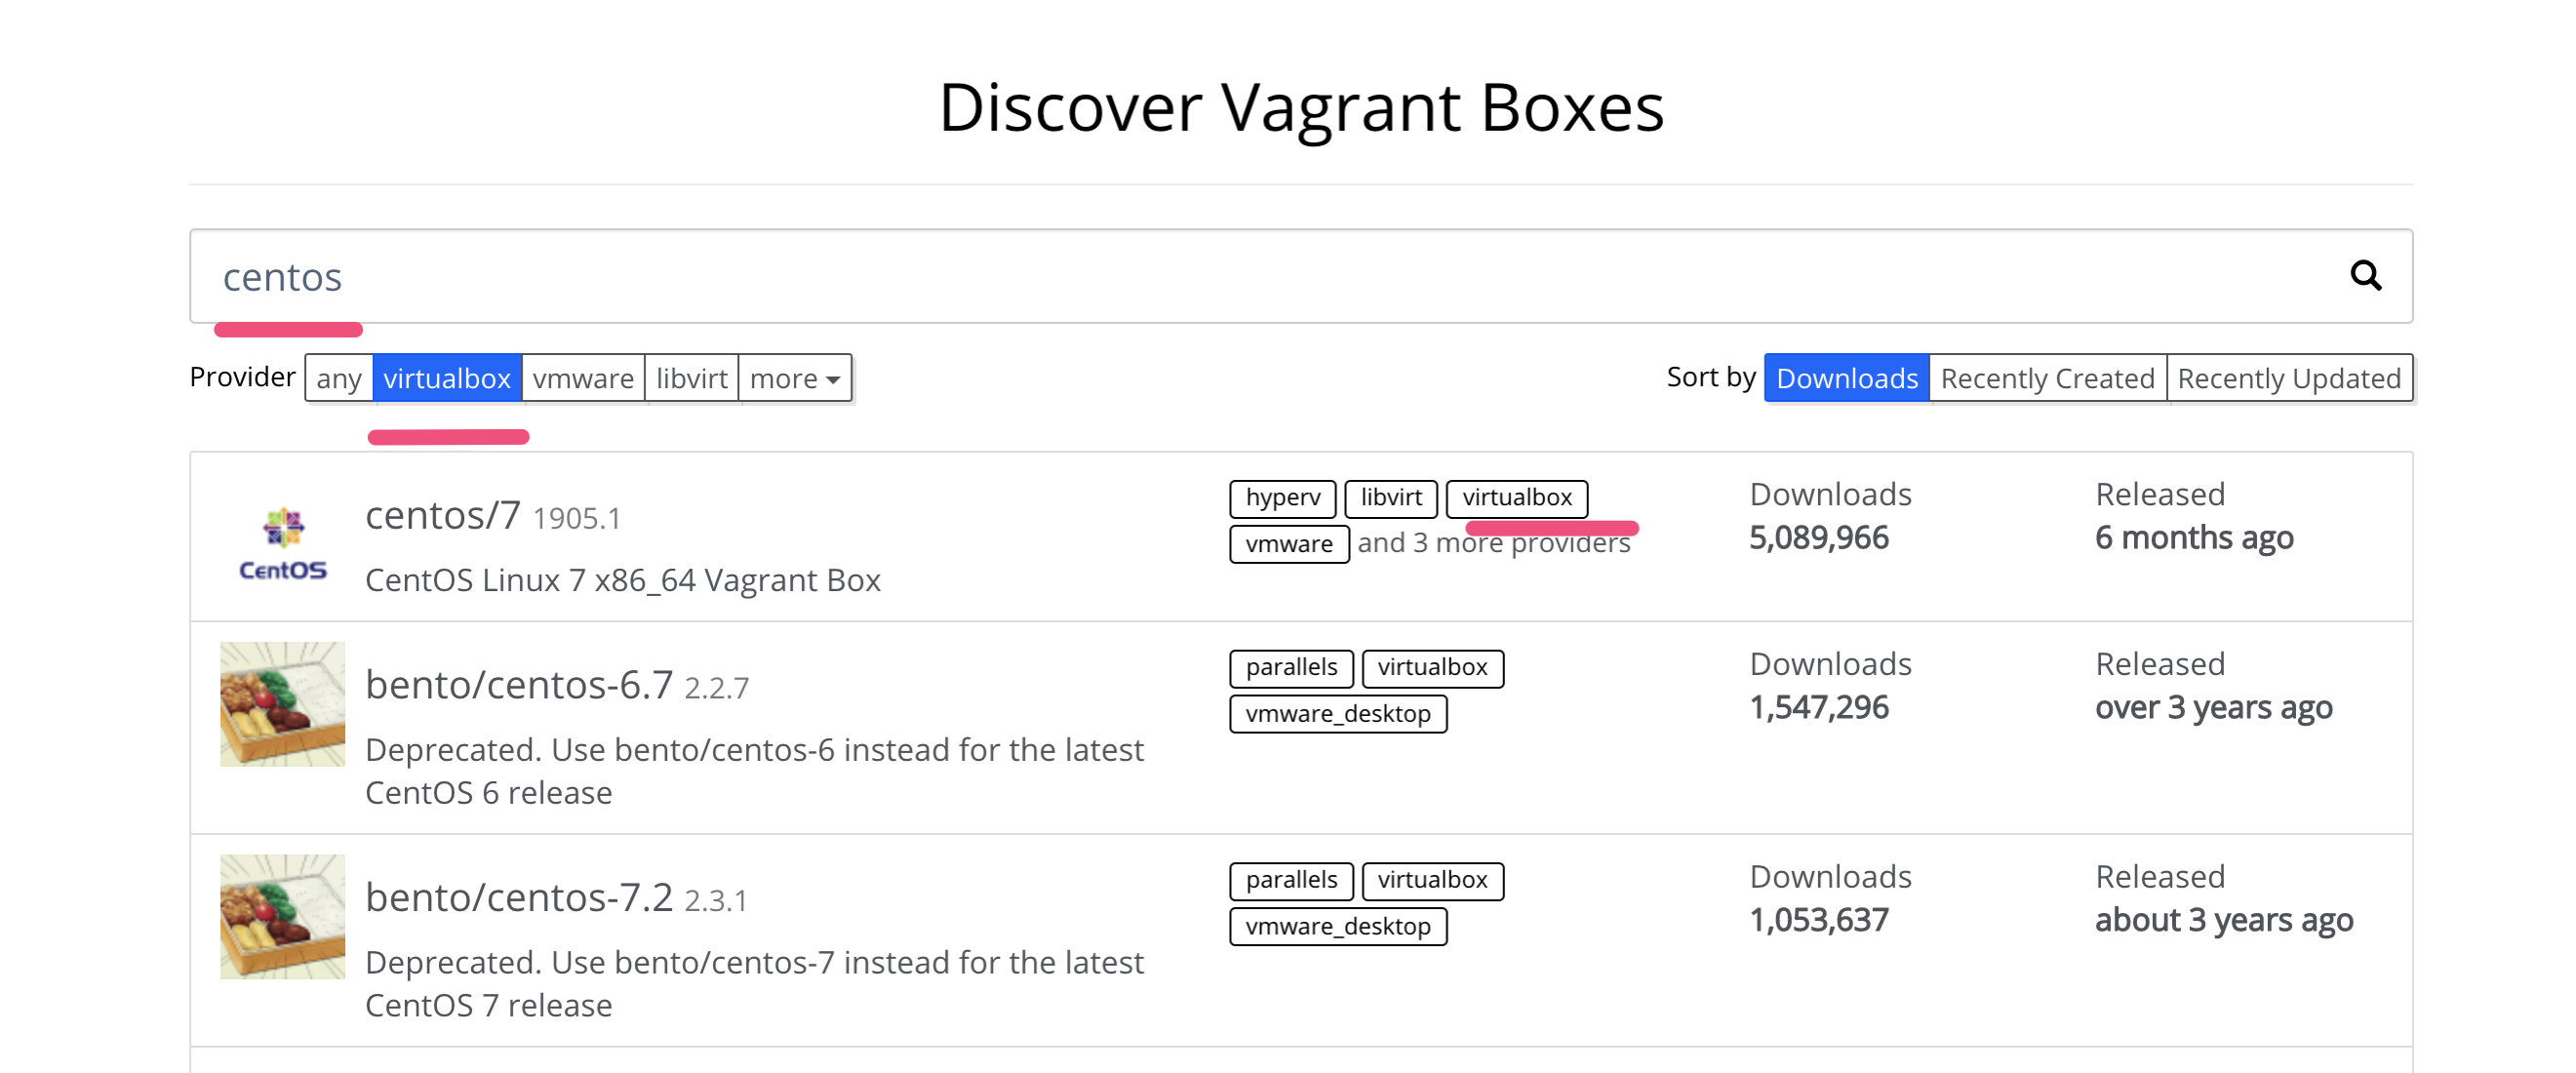 Discover Vagrant Boxes
centos
Provider any virtualbox vmware libvirt more
Sort by Downloads Recently Created Recently Updated
CentOS
centos/7 1905.1
CentOS Linux 7 x86_64 Vagrant Box
hyperv libvirt virtualbox
vmware and 3 more providers
Downloads
5,089,966
Released
6 months ago
bento/centos-6.7 2.2.7
Deprecated. Use bento/centos-6 instead for the latest
CentOS 6 release
parallels virtualbox
vmware_desktop
Downloads
1,547,296
Released
over 3 years ago
bento/centos-7.2 2.3.1
Deprecated. Use bento/centos-7 instead for the latest
CentOS 7 release
parallels virtualbox
vmware_desktop
Downloads
1,053,637
Released
about 3 years ago